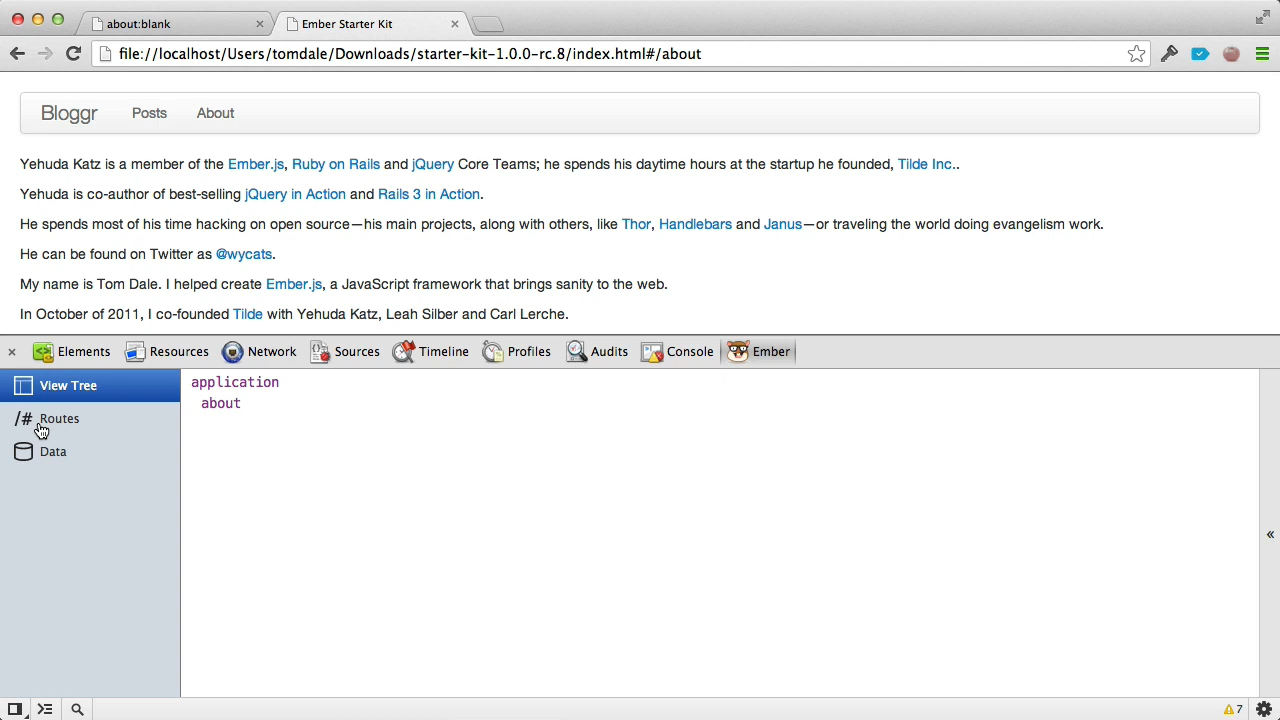 about:blank
Ember Starter Kit
file://localhost/Users/tomdale/Downloads/starter-kit-1.0.0-rc.8/index.html#/about
Bloggr Posts About
Yehuda Katz is a member of the Ember.js, Ruby on Rails and jQuery Core Teams; he spends his daytime hours at the startup he founded, Tilde Inc..
Yehuda is co-author of best-selling jQuery in Action and Rails 3 in Action.
He spends most of his time hacking on open source—his main projects, along with others, like Thor, Handlebars and Janus—or traveling the world doing evangelism work.
He can be found on Twitter as @wycats.
My name is Tom Dale. I helped create Ember.js, a JavaScript framework that brings sanity to the web.
In October of 2011, I co-founded Tilde with Yehuda Katz, Leah Silber and Carl Lerche.
Elements Resources Network Sources Timeline Profiles Audits Console Ember
View Tree
/# Routes
Data
application
about
«
7